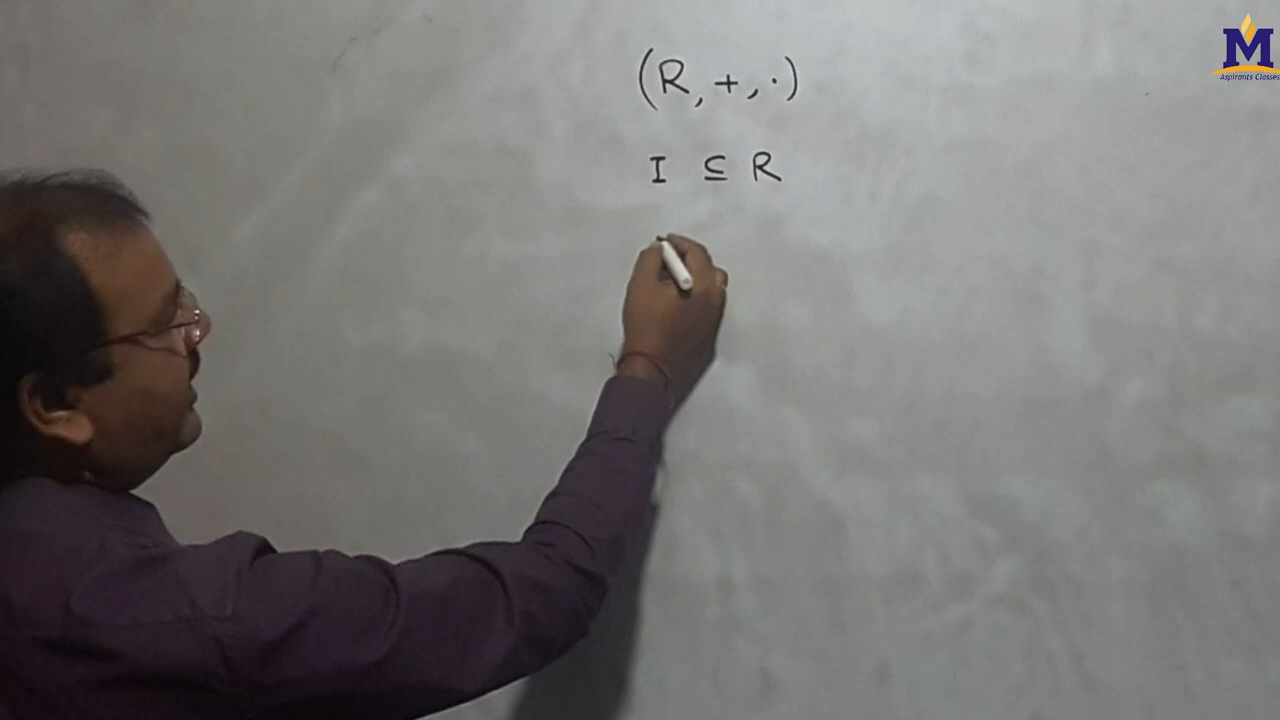 (R, +, ·)
I ⊆ R
M
Aspirants Classes